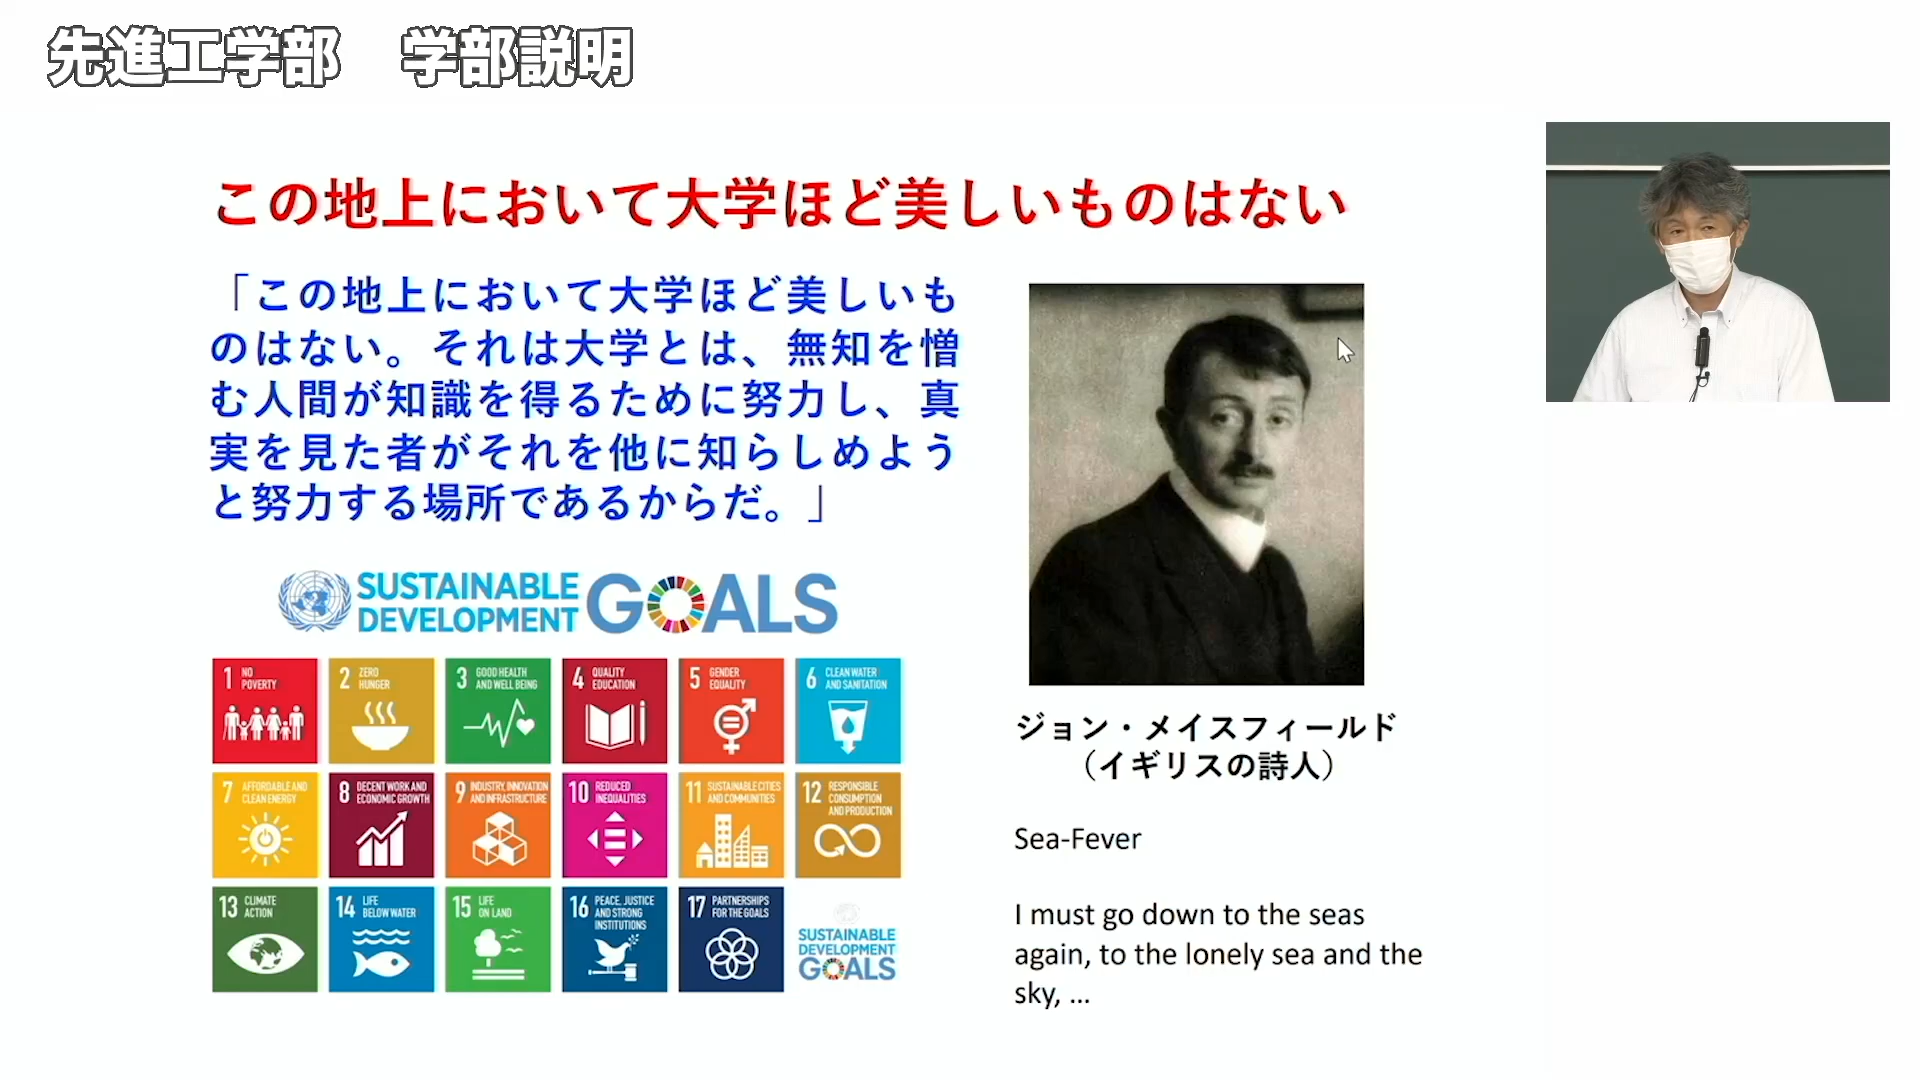 先進工学部　学部説明
この地上において大学ほど美しいものはない
「この地上において大学ほど美しいも
のはない。それは大学とは、無知を憎
む人間が知識を得るために努力し、真
実を見た者がそれを他に知らしめよう
と努力する場所であるからだ。」
SUSTAINABLE
DEVELOPMENT
GOALS
1 NO
POVERTY
2 ZERO
HUNGER
3 GOOD HEALTH
AND WELL BEING
4 QUALITY
EDUCATION
5 GENDER
EQUALITY
6 CLEAN WATER
AND SANITATION
7 AFFORDABLE AND
CLEAN ENERGY
8 DECENT WORK AND
ECONOMIC GROWTH
9 INDUSTRY, INNOVATION
AND INFRASTRUCTURE
10 REDUCED
INEQUALITIES
11 SUSTAINABLE CITIES
AND COMMUNITIES
12 RESPONSIBLE
CONSUMPTION
AND PRODUCTION
13 CLIMATE
ACTION
14 LIFE
BELOW WATER
15 LIFE
ON LAND
16 PEACE, JUSTICE
AND STRONG
INSTITUTIONS
17 PARTNERSHIPS
FOR THE GOALS
SUSTAINABLE
DEVELOPMENT
GOALS
ジョン・メイスフィールド
（イギリスの詩人）
Sea-Fever
I must go down to the seas
again, to the lonely sea and the
sky, ...